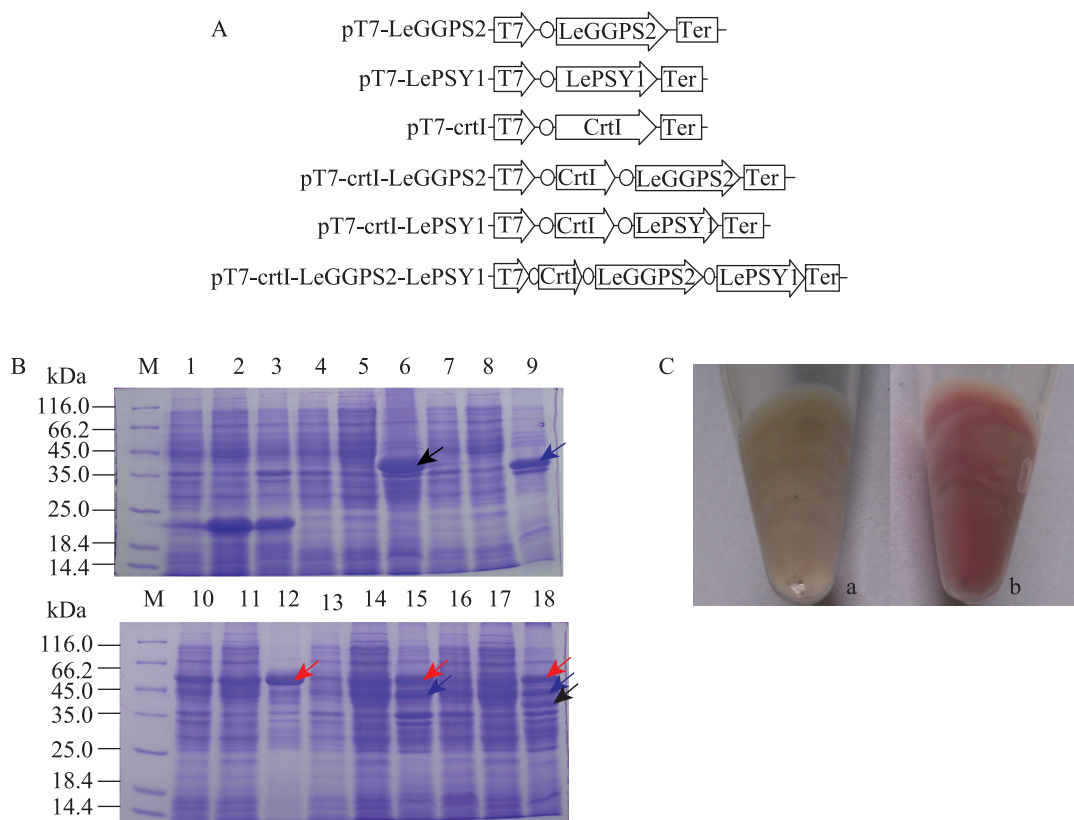 A
pT7-LeGGPS2 T7 LeGGPS2 Ter
pT7-LePSY1 T7 LePSY1 Ter
pT7-crtI T7 CrtI Ter
pT7-crtI-LeGGPS2 T7 CrtI LeGGPS2 Ter
pT7-crtI-LePSY1 T7 CrtI LePSY1 Ter
pT7-crtI-LeGGPS2-LePSY1 T7 CrtI LeGGPS2 LePSY1 Ter
B
kDa M 1 2 3 4 5 6 7 8 9
116.0
66.2
45.0
35.0
25.0
18.4
14.4
kDa M 10 11 12 13 14 15 16 17 18
116.0
66.2
45.0
35.0
25.0
18.4
14.4
C
a b